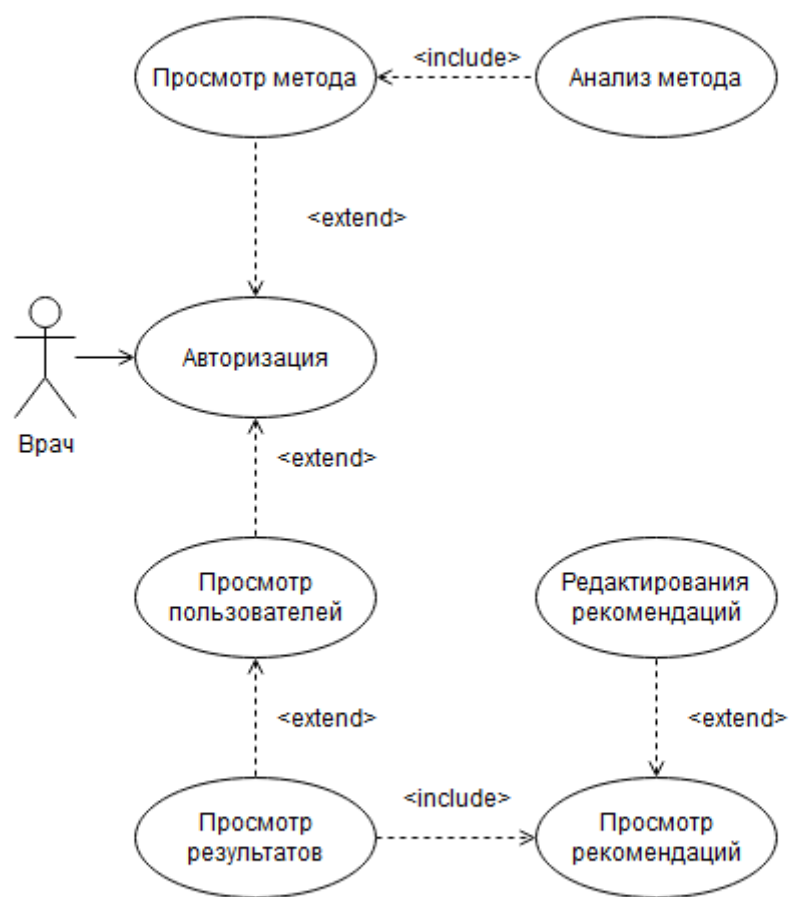 Просмотр метода
<include>
Анализ метода
<extend>
Авторизация
Врач
<extend>
Просмотр
пользователей
Редактирования
рекомендаций
<extend>
<extend>
<include>
Просмотр
результатов
Просмотр
рекомендаций